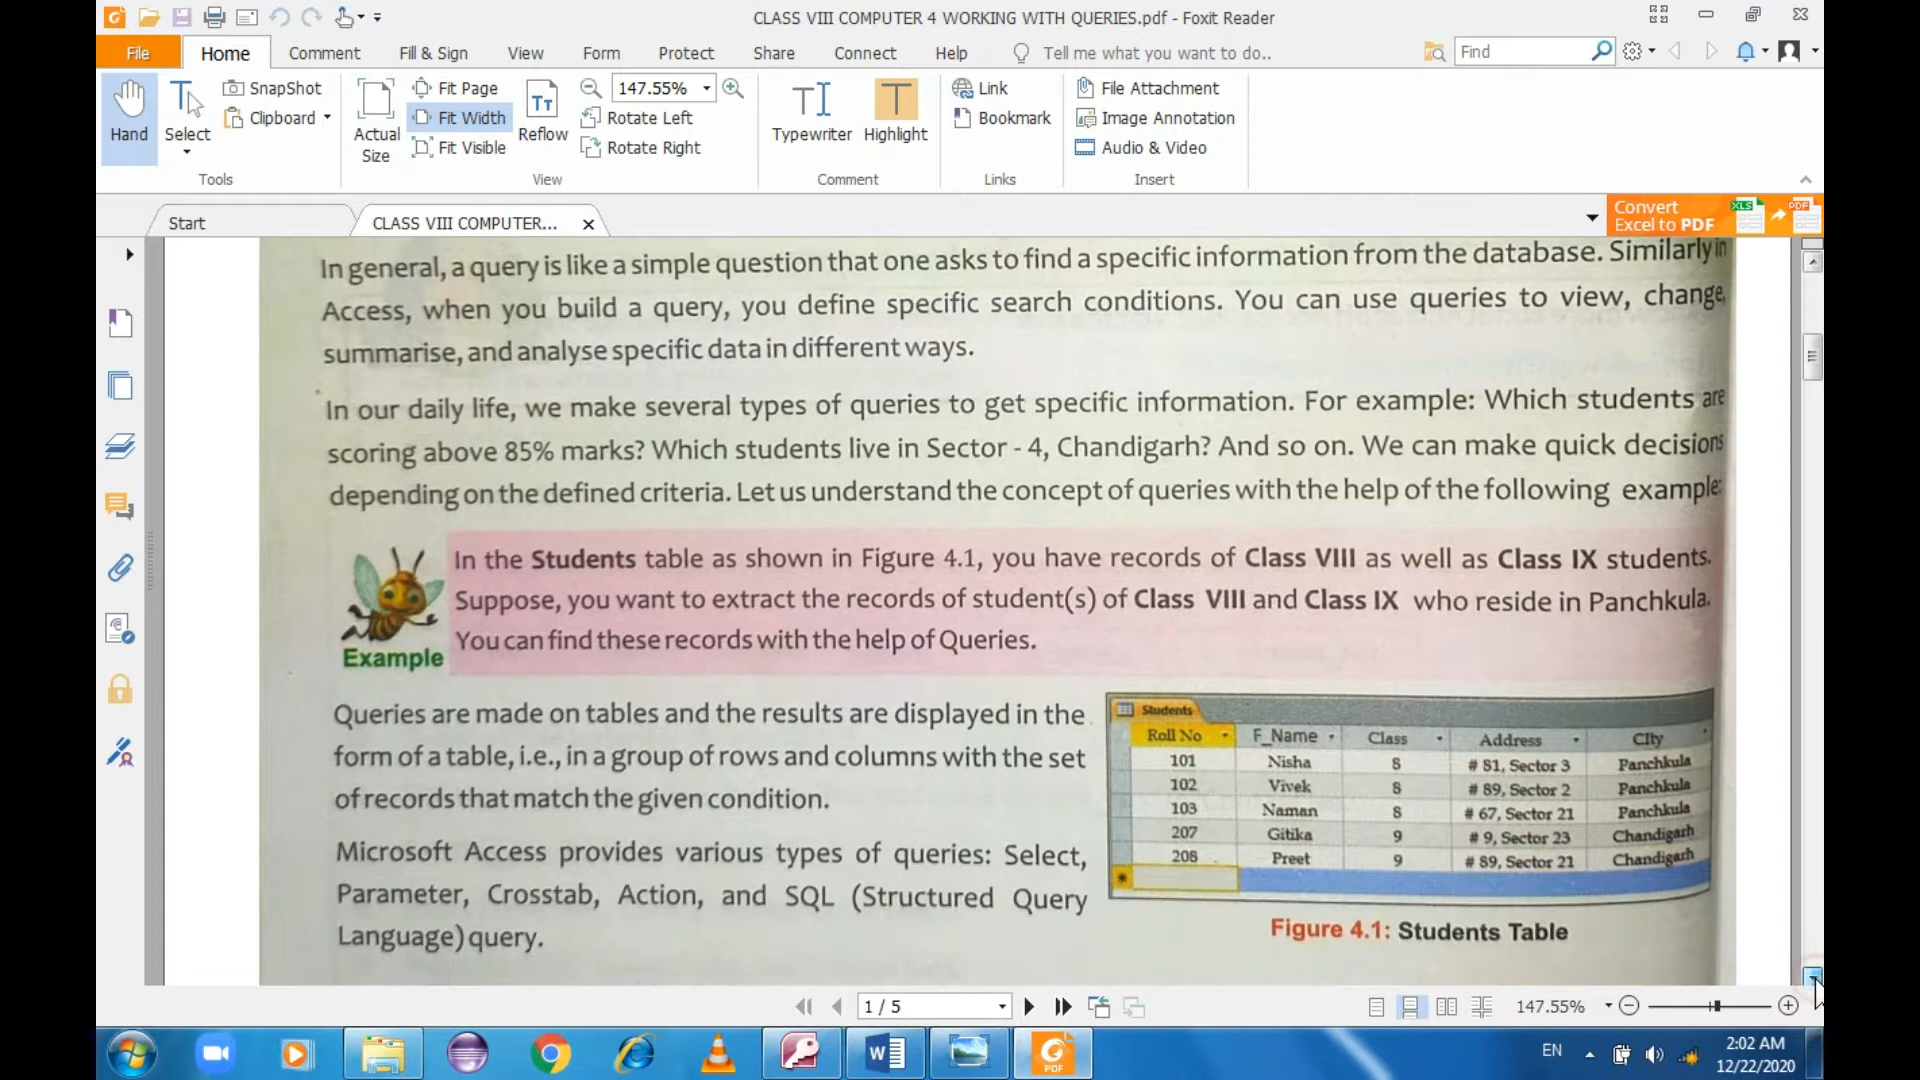 CLASS VIII COMPUTER 4 WORKING WITH QUERIES.pdf - Foxit Reader
File Home Comment Fill & Sign View Form Protect Share Connect Help Tell me what you want to do.. Find
Hand Select SnapShot Clipboard
Actual Size Fit Page Fit Width Fit Visible Reflow 147.55% Rotate Left Rotate Right
Typewriter Highlight Link Bookmark File Attachment Image Annotation Audio & Video
Tools View Comment Links Insert
Start CLASS VIII COMPUTER... Convert Excel to PDF XLS PDF
In general, a query is like a simple question that one asks to find a specific information from the database. Similarly in
Access, when you build a query, you define specific search conditions. You can use queries to view, change,
summarise, and analyse specific data in different ways.
In our daily life, we make several types of queries to get specific information. For example: Which students are
scoring above 85% marks? Which students live in Sector - 4, Chandigarh? And so on. We can make quick decisions
depending on the defined criteria. Let us understand the concept of queries with the help of the following example:
In the Students table as shown in Figure 4.1, you have records of Class VIII as well as Class IX students.
Suppose, you want to extract the records of student(s) of Class VIII and Class IX who reside in Panchkula.
You can find these records with the help of Queries.
Example
Queries are made on tables and the results are displayed in the
form of a table, i.e., in a group of rows and columns with the set
of records that match the given condition.
Microsoft Access provides various types of queries: Select,
Parameter, Crosstab, Action, and SQL (Structured Query
Language) query.
Students
Roll No F_Name Class Address City
101 Nisha 8 # 81, Sector 3 Panchkula
102 Vivek 8 # 89, Sector 2 Panchkula
103 Naman 8 # 67, Sector 21 Panchkula
207 Gitika 9 # 9, Sector 23 Chandigarh
208 Preet 9 # 89, Sector 21 Chandigarh
Figure 4.1: Students Table
1 / 5 147.55%
EN 2:02 AM
12/22/2020